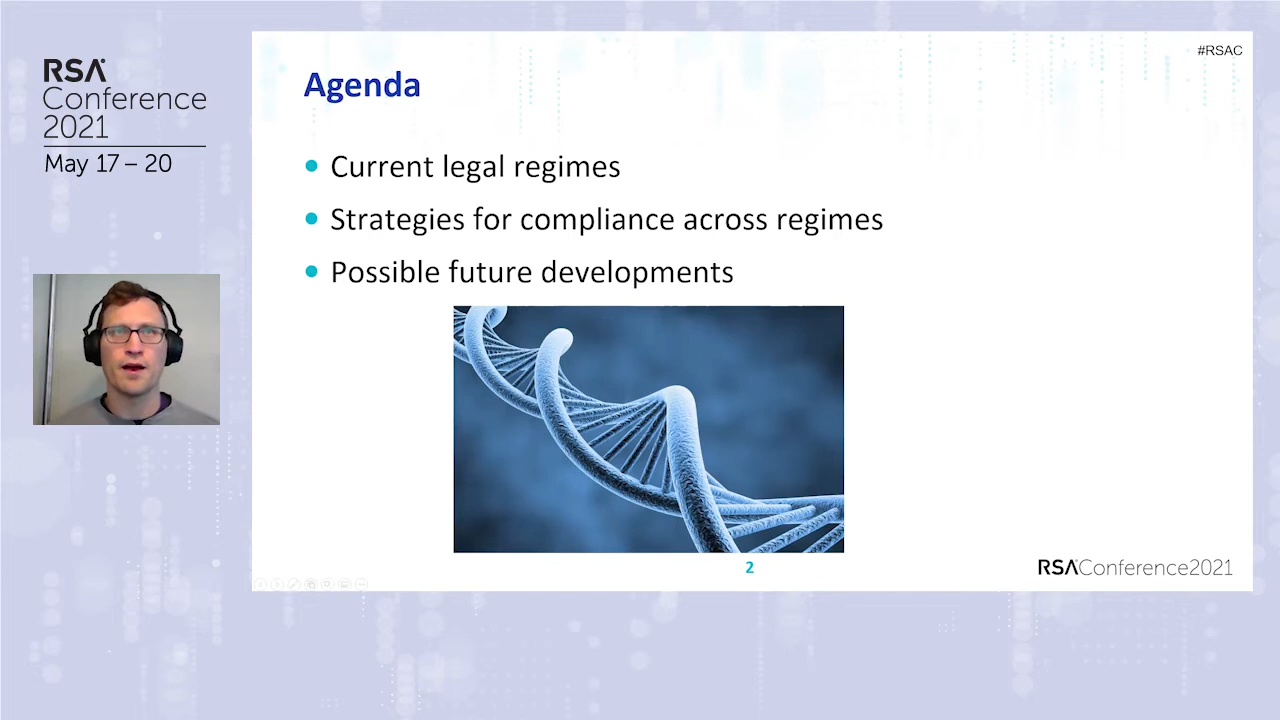 RSA
Conference
2021
May 17 – 20
#RSAC
Agenda
• Current legal regimes
• Strategies for compliance across regimes
• Possible future developments
2
RSAConference2021